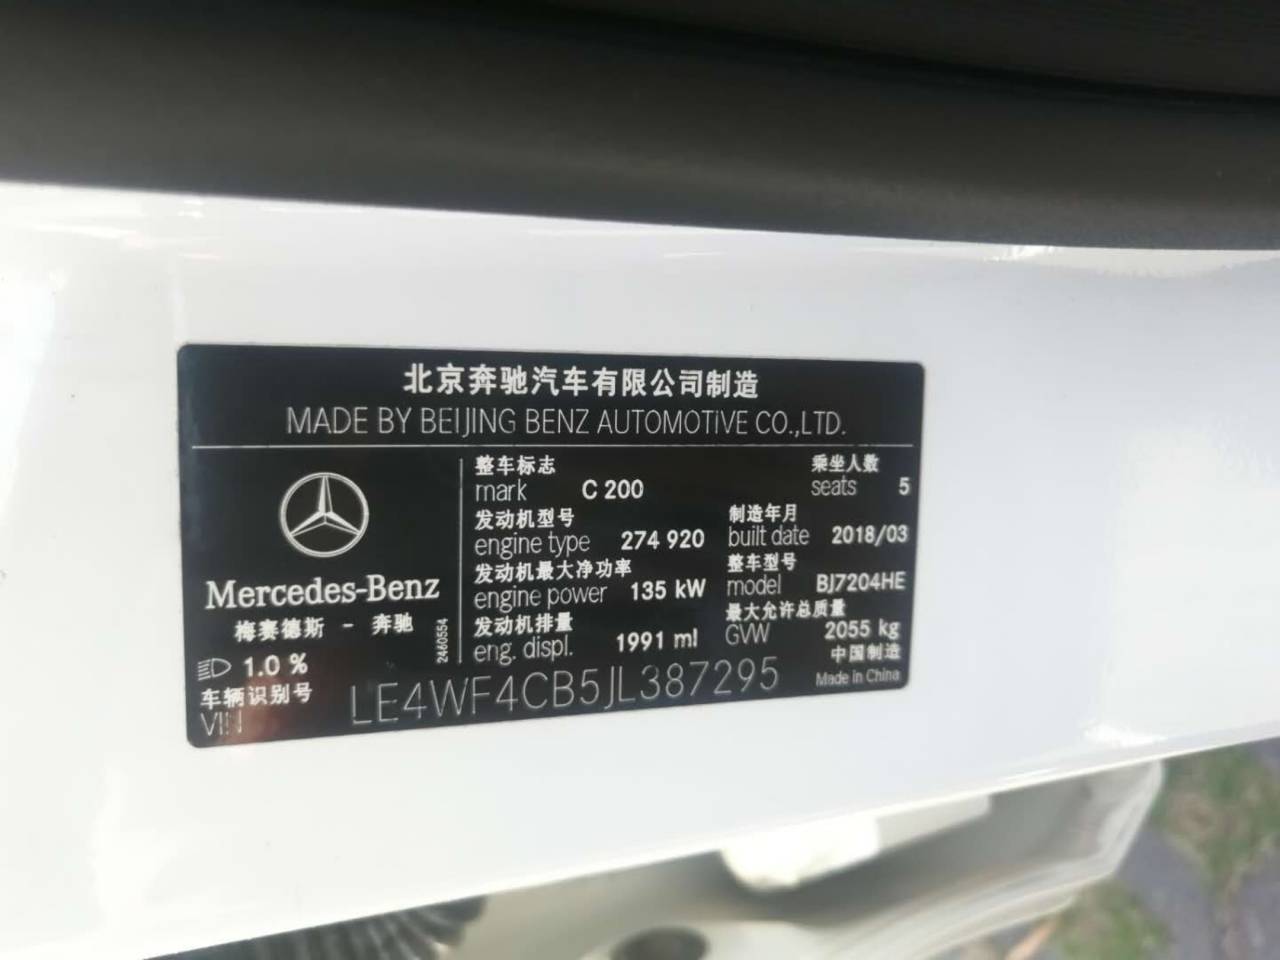 北京奔驰汽车有限公司制造
MADE BY BEIJING BENZ AUTOMOTIVE CO.,LTD.
Mercedes-Benz
梅赛德斯 - 奔驰
2460554
1.0 %
整车标志
mark C 200
乘坐人数
seats 5
发动机型号
engine type 274 920
制造年月
built date 2018/03
发动机最大净功率
engine power 135 kW
整车型号
model BJ7204HE
发动机排量
eng. displ. 1991 ml
最大允许总质量
GVW 2055 kg
中国制造
Made in China
车辆识别号
VIN LE4WF4CB5JL387295